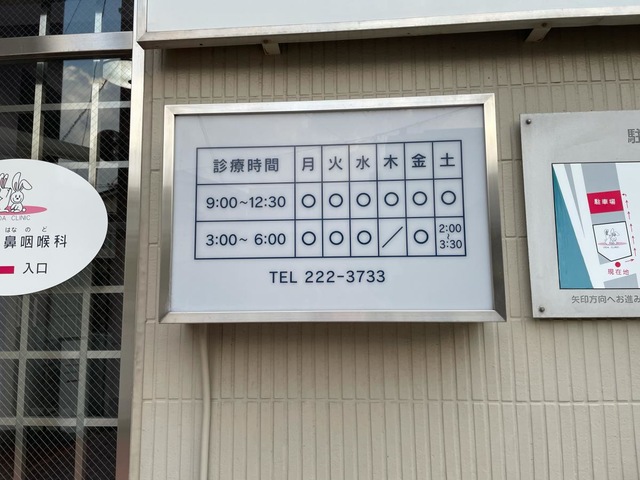 はなのど
鼻咽喉科
入口
診療時間 月 火 水 木 金 土
9:00~12:30 ○ ○ ○ ○ ○ ○
3:00~ 6:00 ○ ○ ○ ／ ○ 2:00~3:30
TEL 222-3733
駐車場
現在地
矢印方向へお進み